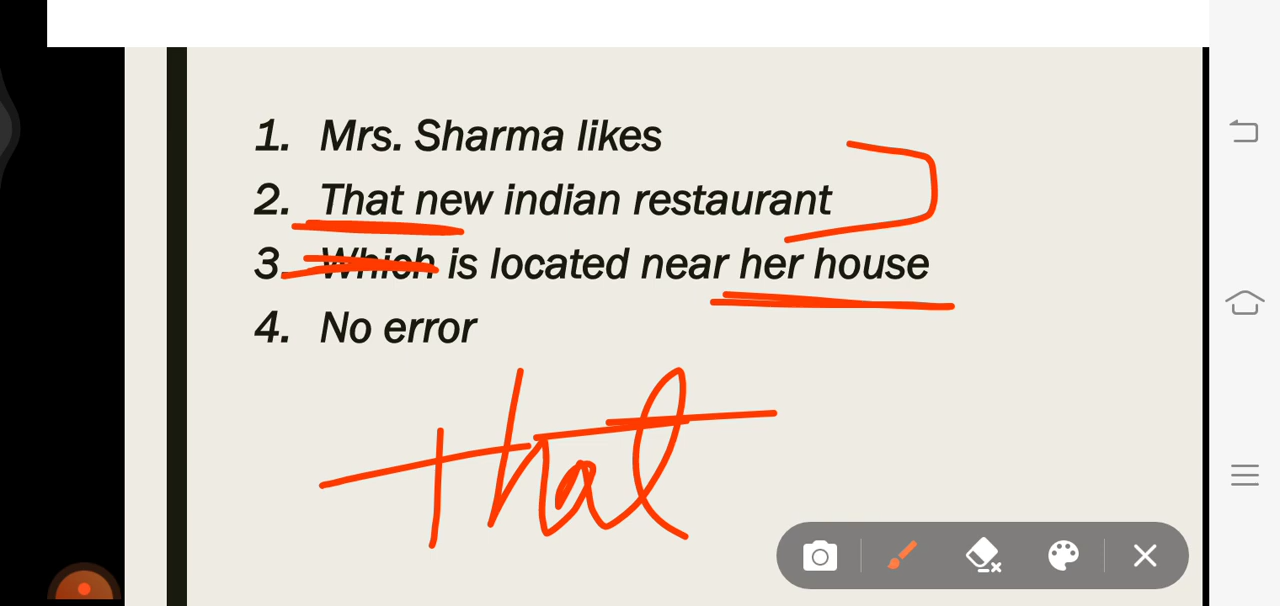 1. Mrs. Sharma likes
2. That new indian restaurant
3. Which is located near her house
4. No error
that